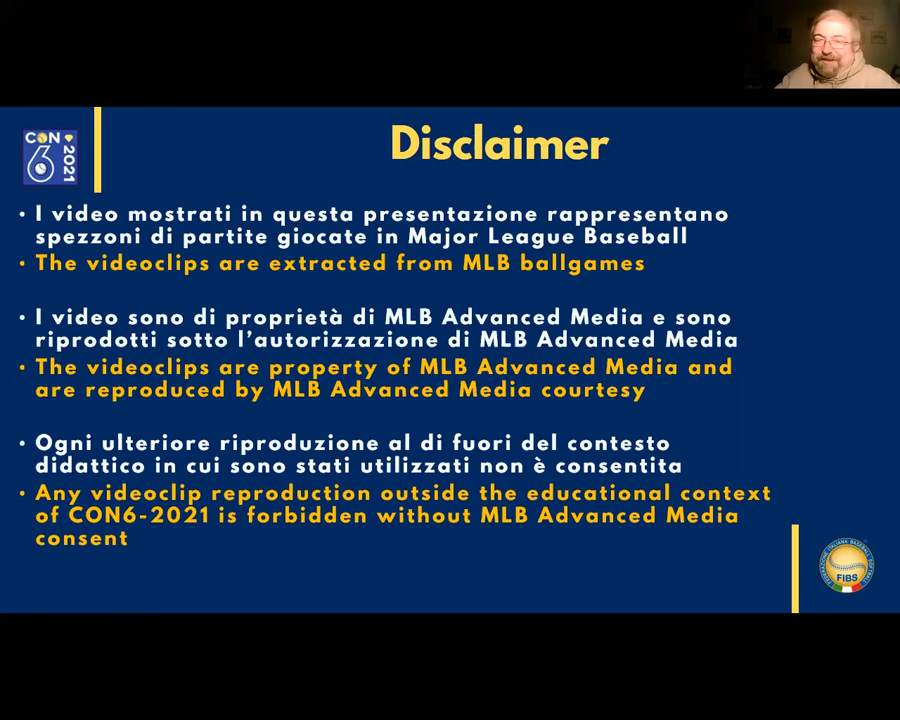 CON
6
2021
Disclaimer
• I video mostrati in questa presentazione rappresentano
spezzoni di partite giocate in Major League Baseball
• The videoclips are extracted from MLB ballgames
• I video sono di proprietà di MLB Advanced Media e sono
riprodotti sotto l'autorizzazione di MLB Advanced Media
• The videoclips are property of MLB Advanced Media and
are reproduced by MLB Advanced Media courtesy
• Ogni ulteriore riproduzione al di fuori del contesto
didattico in cui sono stati utilizzati non è consentita
• Any videoclip reproduction outside the educational context
of CON6-2021 is forbidden without MLB Advanced Media
consent
FEDERAZIONE ITALIANA BASEBALL SOFTBALL
FIBS